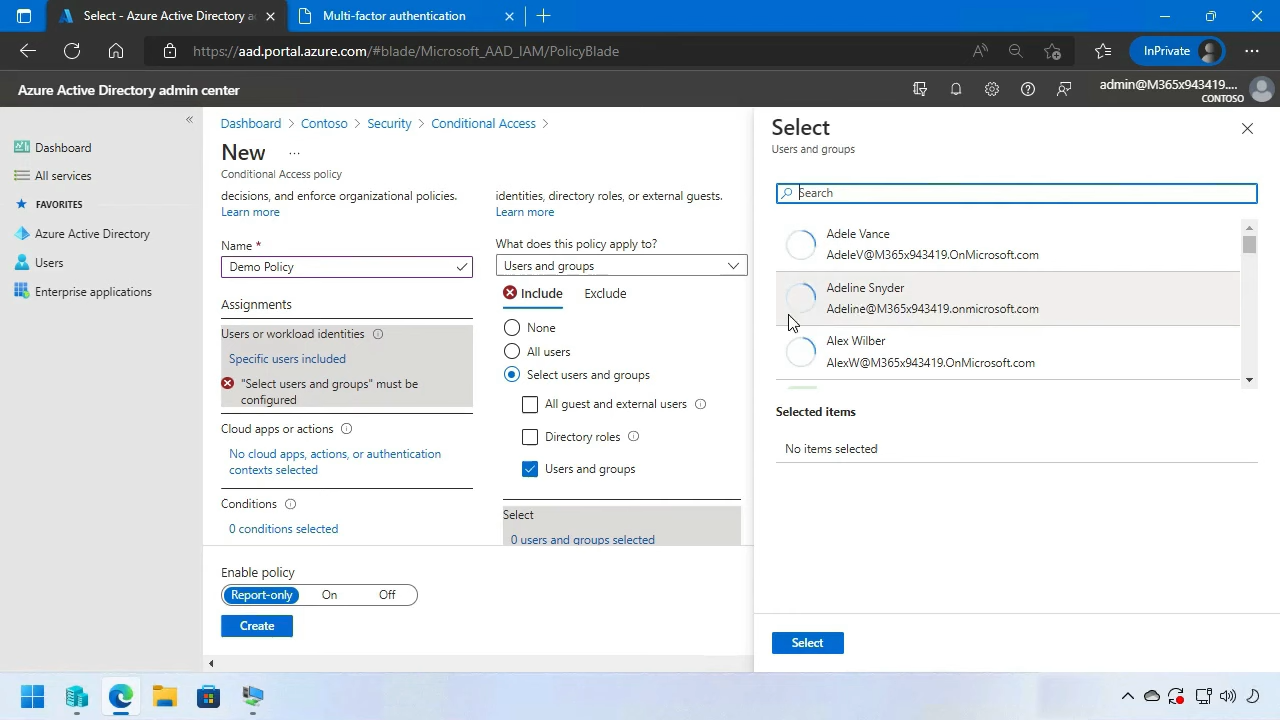 Select - Azure Active Directory a
Multi-factor authentication
https://aad.portal.azure.com/#blade/Microsoft_AAD_IAM/PolicyBlade
InPrivate
Azure Active Directory admin center
admin@M365x943419....
CONTOSO
Dashboard
All services
FAVORITES
Azure Active Directory
Users
Enterprise applications
Dashboard > Contoso > Security > Conditional Access >
New ...
Conditional Access policy
decisions, and enforce organizational policies.
Learn more
Name *
Demo Policy
Assignments
Users or workload identities
Specific users included
"Select users and groups" must be
configured
Cloud apps or actions
No cloud apps, actions, or authentication
contexts selected
Conditions
0 conditions selected
identities, directory roles, or external guests.
Learn more
What does this policy apply to?
Users and groups
Include
Exclude
None
All users
Select users and groups
All guest and external users
Directory roles
Users and groups
Select
0 users and groups selected
Enable policy
Report-only
On
Off
Create
Select
Users and groups
Search
Adele Vance
AdeleV@M365x943419.OnMicrosoft.com
Adeline Snyder
Adeline@M365x943419.onmicrosoft.com
Alex Wilber
AlexW@M365x943419.OnMicrosoft.com
Selected items
No items selected
Select